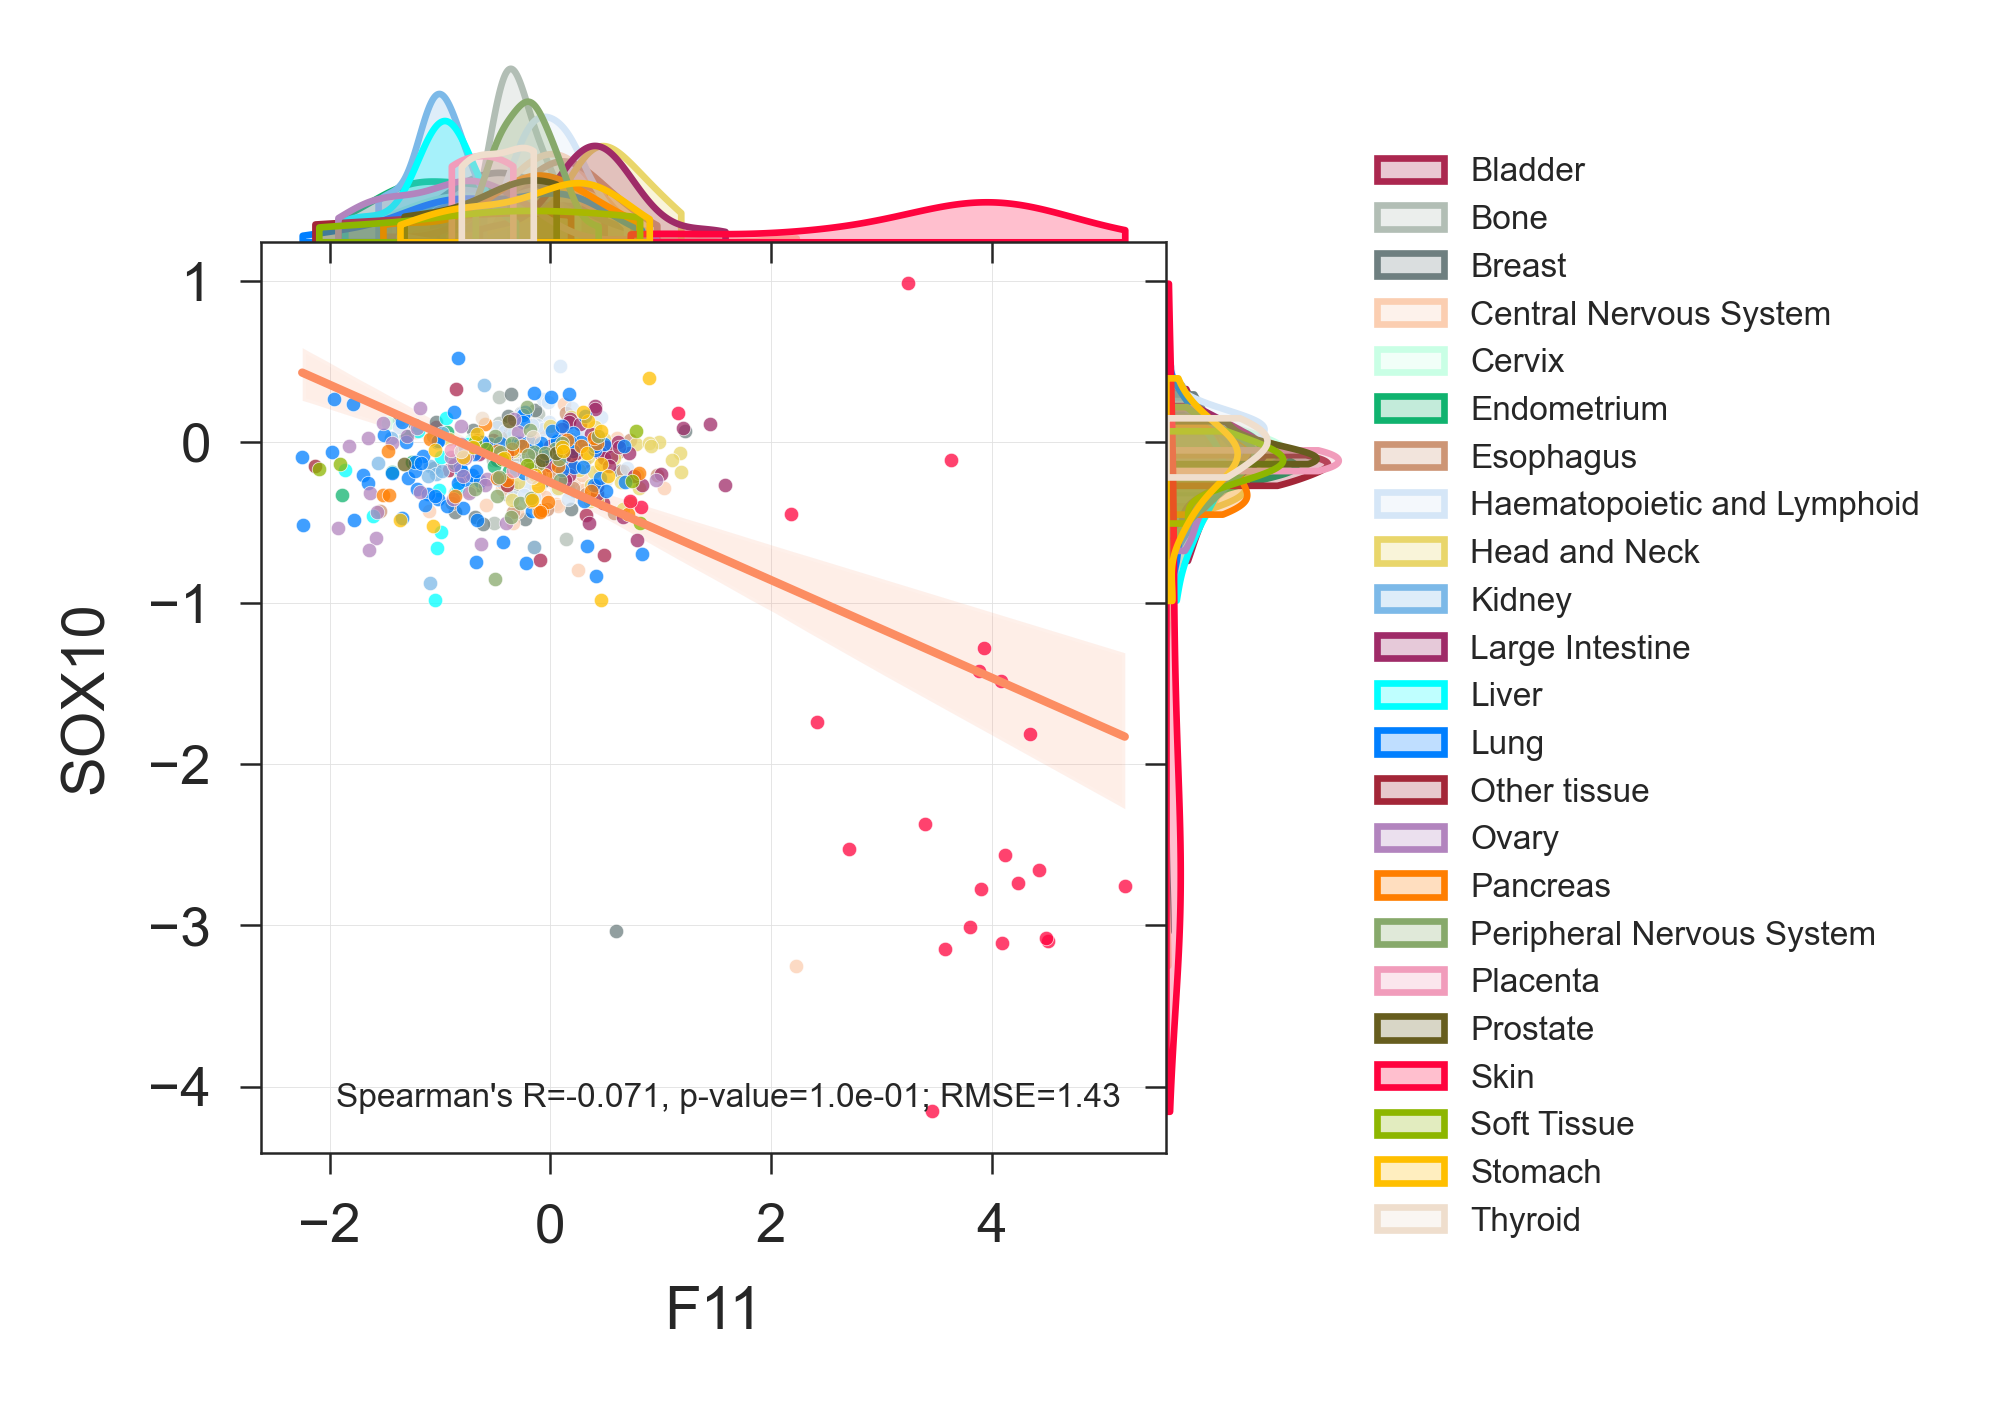 Bladder
Bone
Breast
Central Nervous System
Cervix
Endometrium
Esophagus
Haematopoietic and Lymphoid
Head and Neck
Kidney
Large Intestine
Liver
Lung
Other tissue
Ovary
Pancreas
Peripheral Nervous System
Placenta
Prostate
Skin
Soft Tissue
Stomach
Thyroid
1
0
−1
−2
−3
−4
SOX10
Spearman's R=-0.071, p-value=1.0e-01; RMSE=1.43
−2 0 2 4
F11